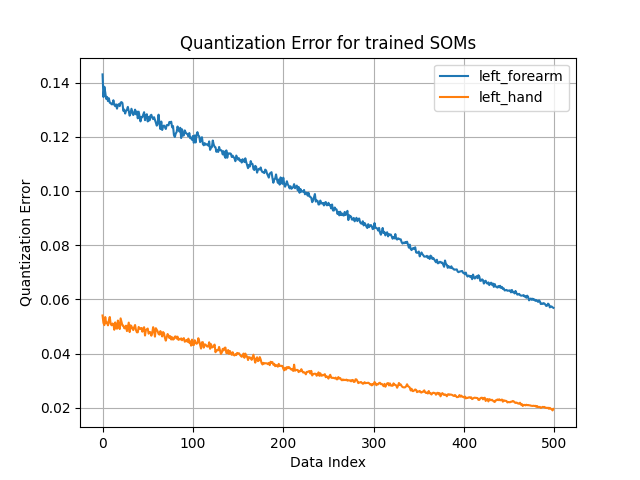 Quantization Error for trained SOMs
left_forearm
left_hand
0.14
0.12
0.10
0.08
0.06
0.04
0.02
Quantization Error
0 100 200 300 400 500
Data Index